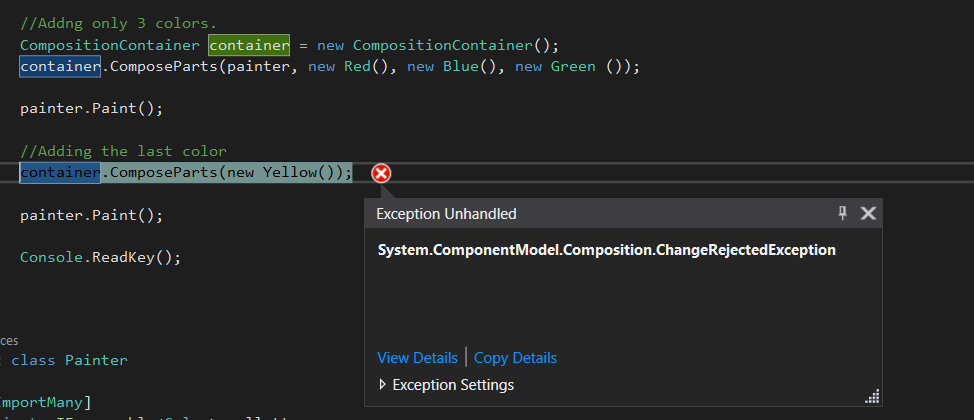 //Addng only 3 colors.
CompositionContainer container = new CompositionContainer();
container.ComposeParts(painter, new Red(), new Blue(), new Green ());
painter.Paint();
//Adding the last color
container.ComposeParts(new Yellow());
painter.Paint();
Exception Unhandled
System.ComponentModel.Composition.ChangeRejectedException
Console.ReadKey();
View Details | Copy Details
Exception Settings
ces
class Painter
ImportMany]